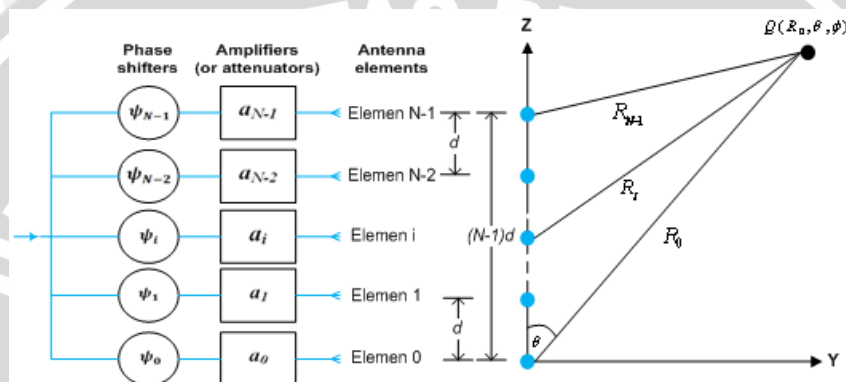 Phase shifters
Amplifiers (or attenuators)
Antenna elements
ψN−1
aN-1
Elemen N-1
ψN−2
aN-2
Elemen N-2
ψi
ai
Elemen i
ψ1
a1
Elemen 1
ψ0
a0
Elemen 0
d
d
(N-1)d
Z
Q(R0,θ,ϕ)
RN-1
Ri
R0
θ
Y